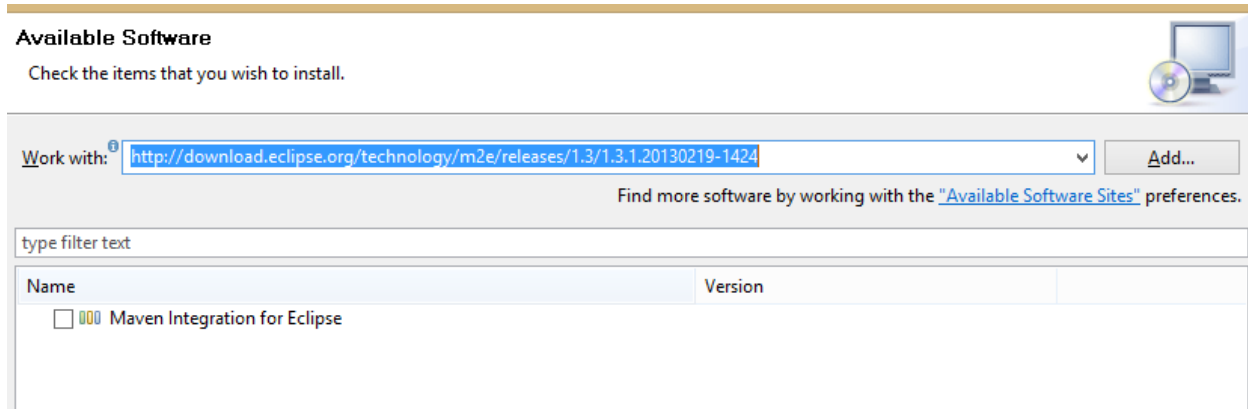 Available Software
Check the items that you wish to install.
Work with: http://download.eclipse.org/technology/m2e/releases/1.3/1.3.1.20130219-1424 Add...
Find more software by working with the "Available Software Sites" preferences.
type filter text
Name Version
Maven Integration for Eclipse